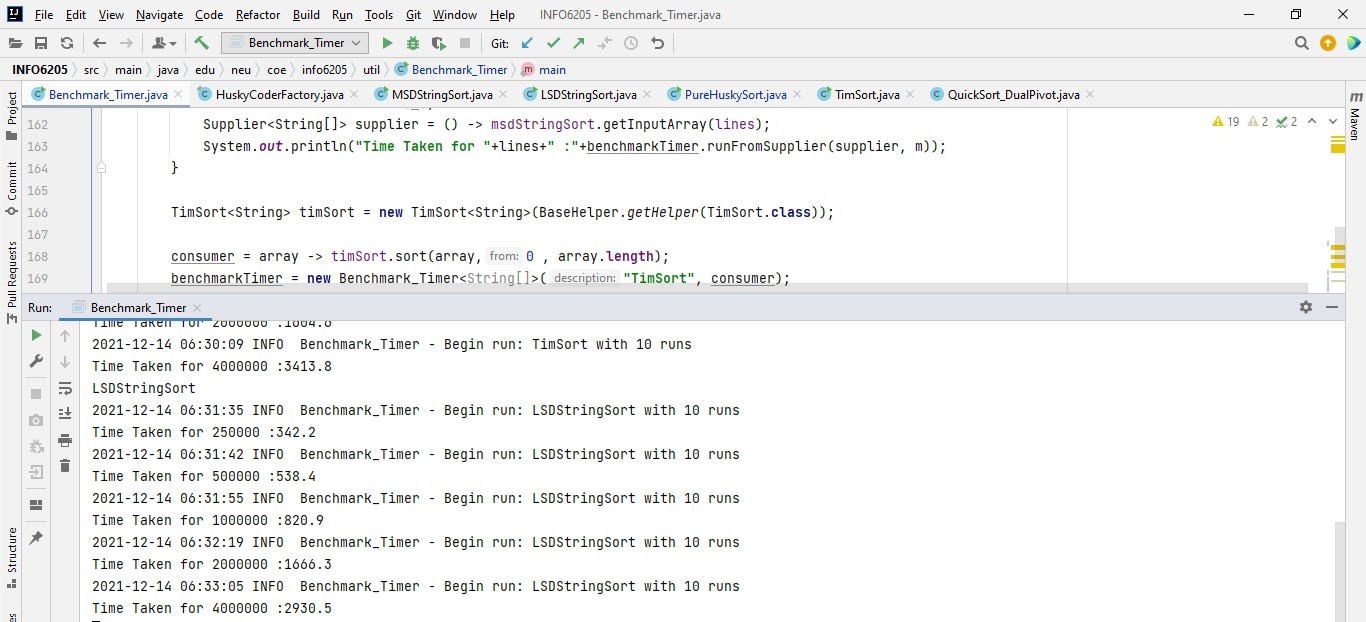 File Edit View Navigate Code Refactor Build Run Tools Git Window Help INFO6205 - Benchmark_Timer.java
Benchmark_Timer Git:
INFO6205 src main java edu neu coe info6205 util Benchmark_Timer main
Benchmark_Timer.java HuskyCoderFactory.java MSDStringSort.java LSDStringSort.java PureHuskySort.java TimSort.java QuickSort_DualPivot.java
Project
Commit
Pull Requests
Structure
Maven
19 2 2
162 Supplier<String[]> supplier = () -> msdStringSort.getInputArray(lines);
163 System.out.println("Time Taken for "+lines+" :"+benchmarkTimer.runFromSupplier(supplier, m));
164 }
165
166 TimSort<String> timSort = new TimSort<String>(BaseHelper.getHelper(TimSort.class));
167
168 consumer = array -> timSort.sort(array, from: 0 , array.length);
169 benchmarkTimer = new Benchmark_Timer<String[]>( description: "TimSort", consumer);
Run: Benchmark_Timer
Time Taken for 2000000 :1604.6
2021-12-14 06:30:09 INFO  Benchmark_Timer - Begin run: TimSort with 10 runs
Time Taken for 4000000 :3413.8
LSDStringSort
2021-12-14 06:31:35 INFO  Benchmark_Timer - Begin run: LSDStringSort with 10 runs
Time Taken for 250000 :342.2
2021-12-14 06:31:42 INFO  Benchmark_Timer - Begin run: LSDStringSort with 10 runs
Time Taken for 500000 :538.4
2021-12-14 06:31:55 INFO  Benchmark_Timer - Begin run: LSDStringSort with 10 runs
Time Taken for 1000000 :820.9
2021-12-14 06:32:19 INFO  Benchmark_Timer - Begin run: LSDStringSort with 10 runs
Time Taken for 2000000 :1666.3
2021-12-14 06:33:05 INFO  Benchmark_Timer - Begin run: LSDStringSort with 10 runs
Time Taken for 4000000 :2930.5